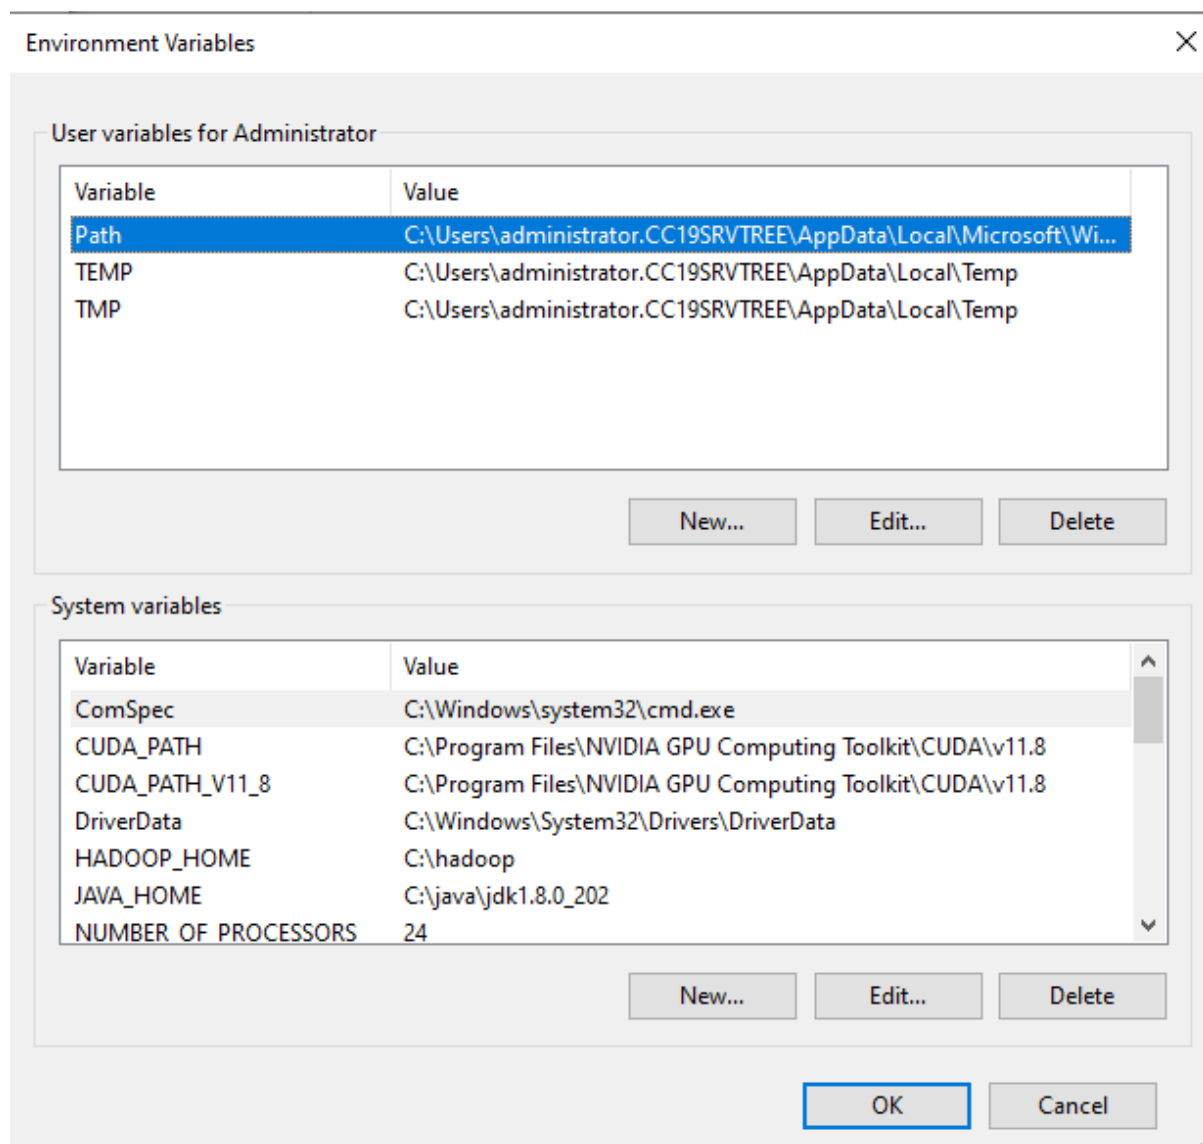 Environment Variables
User variables for Administrator
Variable Value
Path C:\Users\administrator.CC19SRVTREE\AppData\Local\Microsoft\Wi...
TEMP C:\Users\administrator.CC19SRVTREE\AppData\Local\Temp
TMP C:\Users\administrator.CC19SRVTREE\AppData\Local\Temp
New... Edit... Delete
System variables
Variable Value
ComSpec C:\Windows\system32\cmd.exe
CUDA_PATH C:\Program Files\NVIDIA GPU Computing Toolkit\CUDA\v11.8
CUDA_PATH_V11_8 C:\Program Files\NVIDIA GPU Computing Toolkit\CUDA\v11.8
DriverData C:\Windows\System32\Drivers\DriverData
HADOOP_HOME C:\hadoop
JAVA_HOME C:\java\jdk1.8.0_202
NUMBER_OF_PROCESSORS 24
New... Edit... Delete
OK Cancel